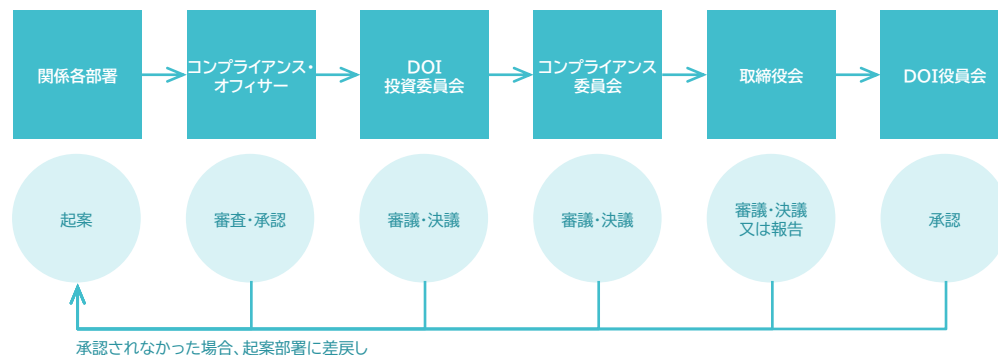 関係各部署
コンプライアンス・
オフィサー
DOI
投資委員会
コンプライアンス
委員会
取締役会
DOI役員会
起案
審査・承認
審議・決議
審議・決議
審議・決議
又は報告
承認
承認されなかった場合、起案部署に差戻し